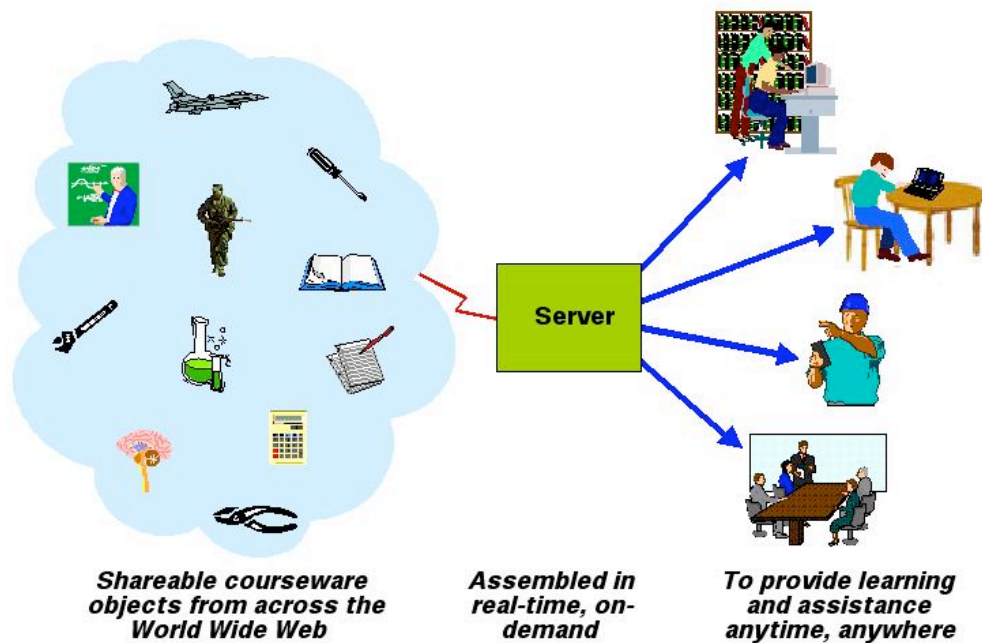 Server
Shareable courseware
objects from across the
World Wide Web
Assembled in
real-time, on-
demand
To provide learning
and assistance
anytime, anywhere